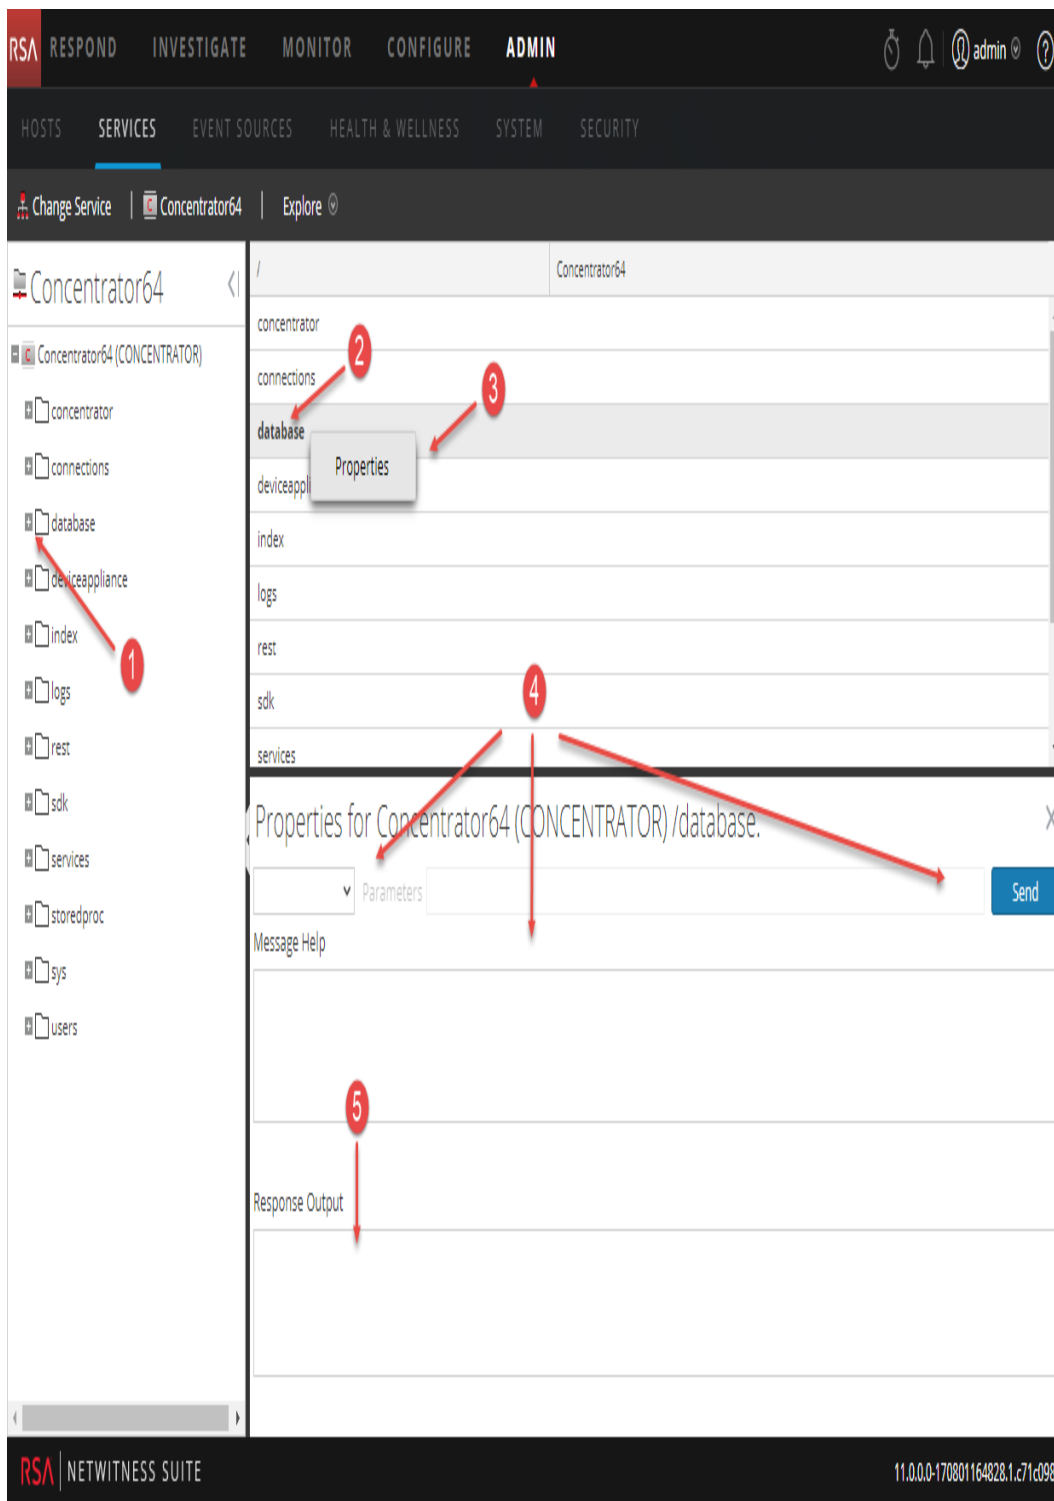 RSA RESPOND INVESTIGATE MONITOR CONFIGURE ADMIN admin ?
HOSTS SERVICES EVENT SOURCES HEALTH & WELLNESS SYSTEM SECURITY
Change Service | C Concentrator64 | Explore
Concentrator64
C Concentrator64 (CONCENTRATOR)
concentrator
connections
database
deviceappliance
index
logs
rest
sdk
services
storedproc
sys
users
1
/ Concentrator64
concentrator
2
connections
3
database
Properties
deviceappli
index
logs
rest
sdk
4
services
Properties for Concentrator64 (CONCENTRATOR) /database.
Parameters Send
Message Help
5
Response Output
RSA | NETWITNESS SUITE
11.0.0.0-170801164828.1.c71c098